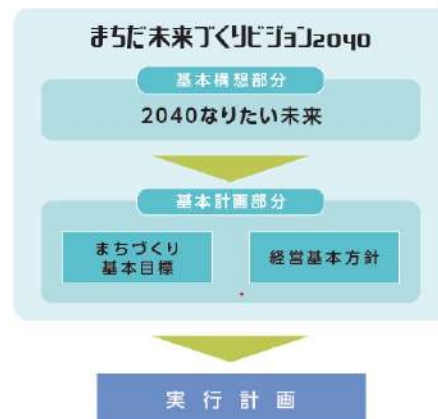 まちだ未来づくりビジョン2040
基本構想部分
2040なりたい未来
基本計画部分
まちづくり
基本目標
経営基本方針
実行計画